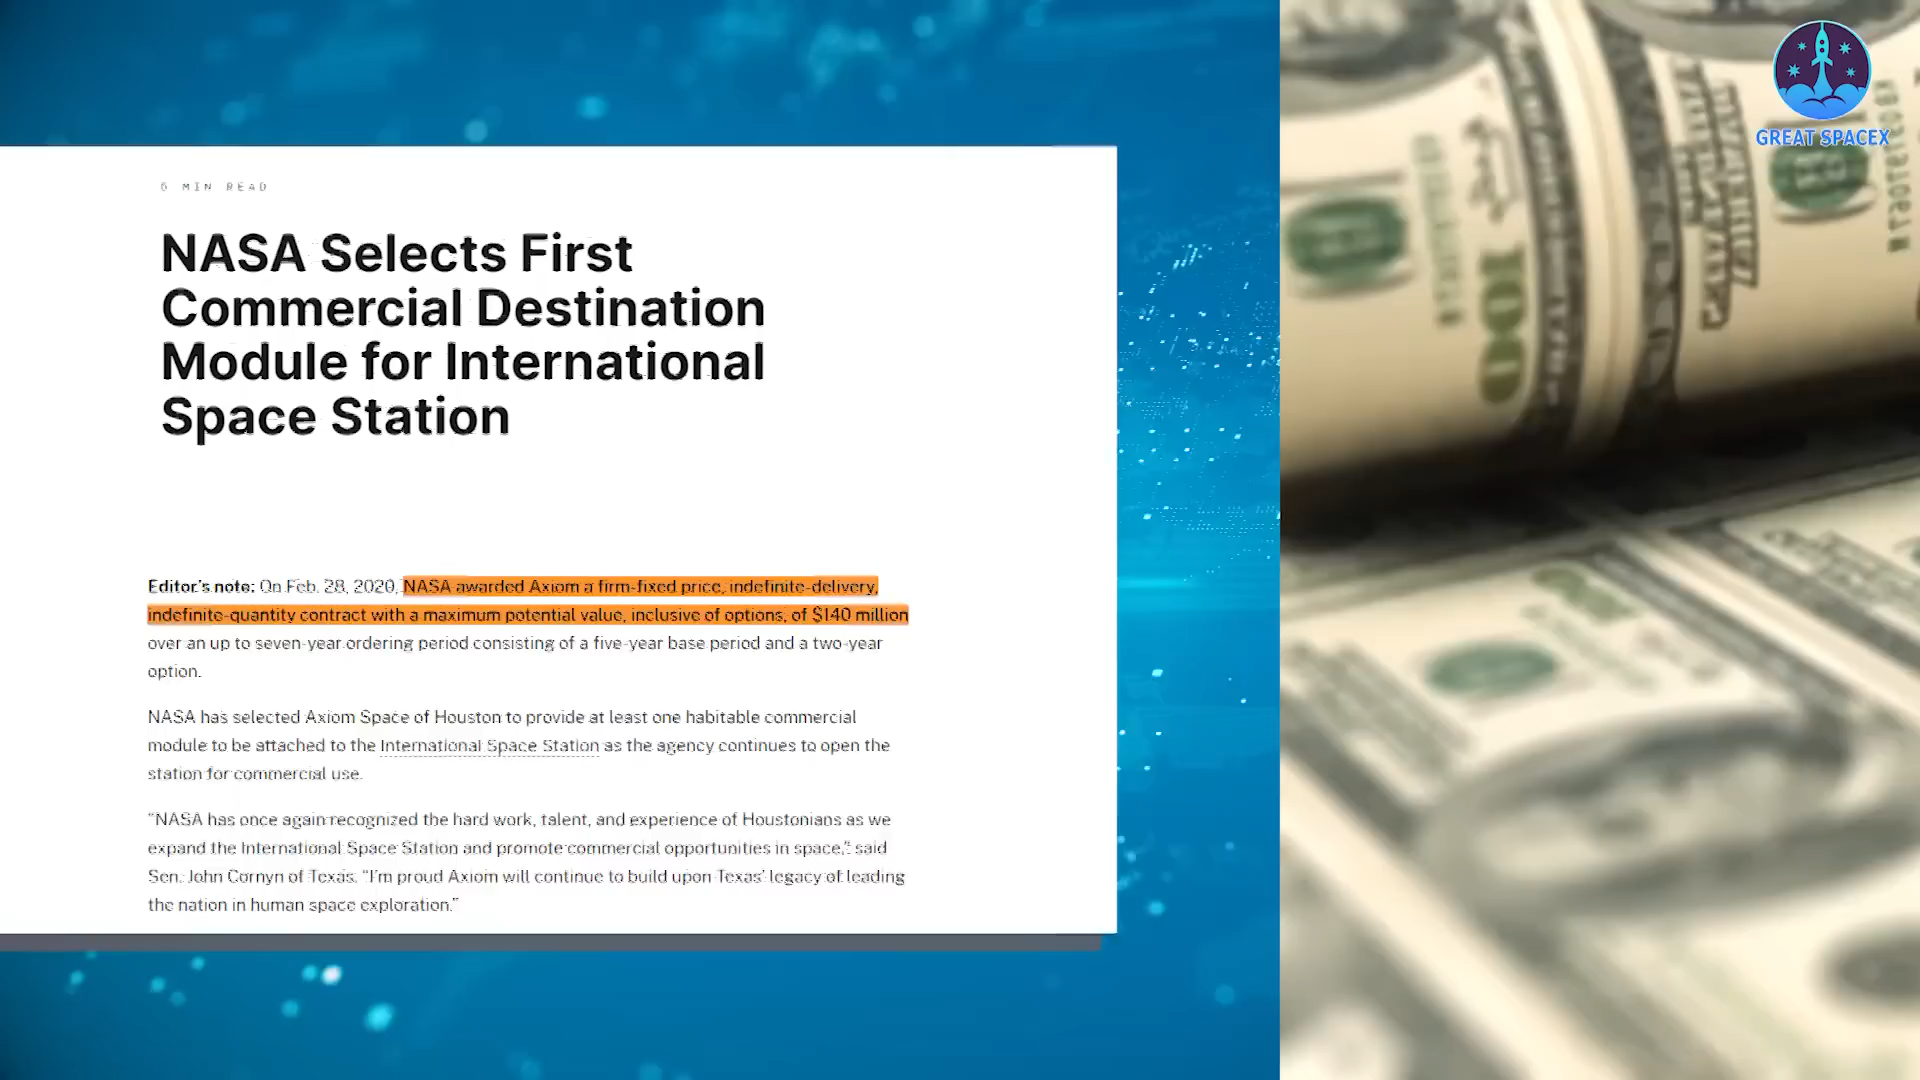 GREAT SPACEX
6 MIN READ
NASA Selects First
Commercial Destination
Module for International
Space Station
Editor's note: On Feb. 28, 2020, NASA awarded Axiom a firm-fixed price, indefinite-delivery,
indefinite-quantity contract with a maximum potential value, inclusive of options, of $140 million
over an up to seven-year ordering period consisting of a five-year base period and a two-year
option.
NASA has selected Axiom Space of Houston to provide at least one habitable commercial
module to be attached to the International Space Station as the agency continues to open the
station for commercial use.
"NASA has once again recognized the hard work, talent, and experience of Houstonians as we
expand the International Space Station and promote commercial opportunities in space," said
Sen. John Cornyn of Texas. "I'm proud Axiom will continue to build upon Texas' legacy of leading
the nation in human space exploration."
100